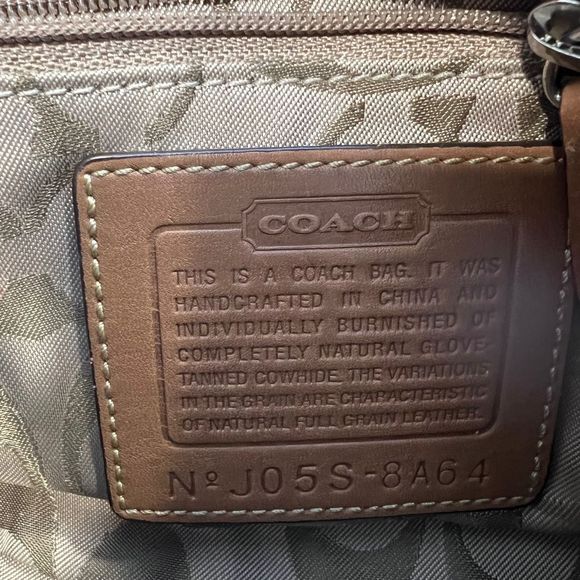 COACH
THIS IS A COACH BAG. IT WAS
HANDCRAFTED IN CHINA AND
INDIVIDUALLY BURNISHED OF
COMPLETELY NATURAL GLOVE-
TANNED COWHIDE. THE VARIATIONS
IN THE GRAIN ARE CHARACTERISTIC
OF NATURAL FULL GRAIN LEATHER.
Nº J05S-8A64